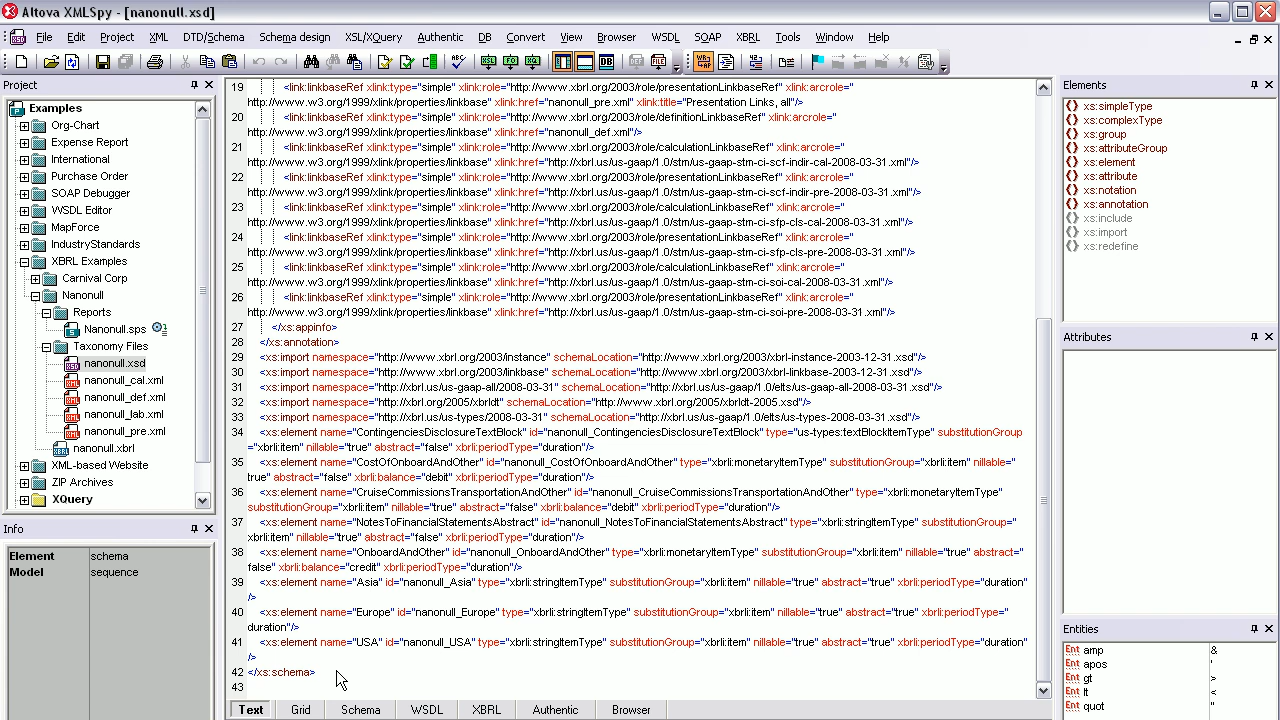 Altova XMLSpy - [nanonull.xsd]
File Edit Project XML DTD/Schema Schema design XSL/XQuery Authentic DB Convert View Browser WSDL SOAP XBRL Tools Window Help
Project
Examples
Org-Chart
Expense Report
International
Purchase Order
SOAP Debugger
WSDL Editor
MapForce
IndustryStandards
XBRL Examples
Carnival Corp
Nanonull
Reports
Nanonull.sps
Taxonomy Files
nanonull.xsd
nanonull_cal.xml
nanonull_def.xml
nanonull_lab.xml
nanonull_pre.xml
nanonull.xbrl
XML-based Website
ZIP Archives
XQuery
Info
Element schema
Model sequence
19 <link:linkbaseRef xlink:type="simple" xlink:role="http://www.xbrl.org/2003/role/presentationLinkbaseRef" xlink:arcrole="
http://www.w3.org/1999/xlink/properties/linkbase" xlink:href="nanonull_pre.xml" xlink:title="Presentation Links, all"/>
20 <link:linkbaseRef xlink:type="simple" xlink:role="http://www.xbrl.org/2003/role/definitionLinkbaseRef" xlink:arcrole="
http://www.w3.org/1999/xlink/properties/linkbase" xlink:href="nanonull_def.xml"/>
21 <link:linkbaseRef xlink:type="simple" xlink:role="http://www.xbrl.org/2003/role/calculationLinkbaseRef" xlink:arcrole="
http://www.w3.org/1999/xlink/properties/linkbase" xlink:href="http://xbrl.us/us-gaap/1.0/stm/us-gaap-stm-ci-scf-indir-cal-2008-03-31.xml"/>
22 <link:linkbaseRef xlink:type="simple" xlink:role="http://www.xbrl.org/2003/role/presentationLinkbaseRef" xlink:arcrole="
http://www.w3.org/1999/xlink/properties/linkbase" xlink:href="http://xbrl.us/us-gaap/1.0/stm/us-gaap-stm-ci-scf-indir-pre-2008-03-31.xml"/>
23 <link:linkbaseRef xlink:type="simple" xlink:role="http://www.xbrl.org/2003/role/calculationLinkbaseRef" xlink:arcrole="
http://www.w3.org/1999/xlink/properties/linkbase" xlink:href="http://xbrl.us/us-gaap/1.0/stm/us-gaap-stm-ci-sfp-cls-cal-2008-03-31.xml"/>
24 <link:linkbaseRef xlink:type="simple" xlink:role="http://www.xbrl.org/2003/role/presentationLinkbaseRef" xlink:arcrole="
http://www.w3.org/1999/xlink/properties/linkbase" xlink:href="http://xbrl.us/us-gaap/1.0/stm/us-gaap-stm-ci-sfp-cls-pre-2008-03-31.xml"/>
25 <link:linkbaseRef xlink:type="simple" xlink:role="http://www.xbrl.org/2003/role/calculationLinkbaseRef" xlink:arcrole="
http://www.w3.org/1999/xlink/properties/linkbase" xlink:href="http://xbrl.us/us-gaap/1.0/stm/us-gaap-stm-ci-soi-cal-2008-03-31.xml"/>
26 <link:linkbaseRef xlink:type="simple" xlink:role="http://www.xbrl.org/2003/role/presentationLinkbaseRef" xlink:arcrole="
http://www.w3.org/1999/xlink/properties/linkbase" xlink:href="http://xbrl.us/us-gaap/1.0/stm/us-gaap-stm-ci-soi-pre-2008-03-31.xml"/>
27 </xs:appinfo>
28 </xs:annotation>
29 <xs:import namespace="http://www.xbrl.org/2003/instance" schemaLocation="http://www.xbrl.org/2003/xbrl-instance-2003-12-31.xsd"/>
30 <xs:import namespace="http://www.xbrl.org/2003/linkbase" schemaLocation="http://www.xbrl.org/2003/xbrl-linkbase-2003-12-31.xsd"/>
31 <xs:import namespace="http://xbrl.us/us-gaap-all/2008-03-31" schemaLocation="http://xbrl.us/us-gaap/1.0/elts/us-gaap-all-2008-03-31.xsd"/>
32 <xs:import namespace="http://xbrl.org/2005/xbrldt" schemaLocation="http://www.xbrl.org/2005/xbrldt-2005.xsd"/>
33 <xs:import namespace="http://xbrl.us/us-types/2008-03-31" schemaLocation="http://xbrl.us/us-gaap/1.0/elts/us-types-2008-03-31.xsd"/>
34 <xs:element name="ContingenciesDisclosureTextBlock" id="nanonull_ContingenciesDisclosureTextBlock" type="us-types:textBlockItemType" substitutionGroup
="xbrli:item" nillable="true" abstract="false" xbrli:periodType="duration"/>
35 <xs:element name="CostOfOnboardAndOther" id="nanonull_CostOfOnboardAndOther" type="xbrli:monetaryItemType" substitutionGroup="xbrli:item" nillable="
true" abstract="false" xbrli:balance="debit" xbrli:periodType="duration"/>
36 <xs:element name="CruiseCommissionsTransportationAndOther" id="nanonull_CruiseCommissionsTransportationAndOther" type="xbrli:monetaryItemType"
substitutionGroup="xbrli:item" nillable="true" abstract="false" xbrli:balance="debit" xbrli:periodType="duration"/>
37 <xs:element name="NotesToFinancialStatementsAbstract" id="nanonull_NotesToFinancialStatementsAbstract" type="xbrli:stringItemType" substitutionGroup="
xbrli:item" nillable="true" abstract="false" xbrli:periodType="duration"/>
38 <xs:element name="OnboardAndOther" id="nanonull_OnboardAndOther" type="xbrli:monetaryItemType" substitutionGroup="xbrli:item" nillable="true" abstract="
false" xbrli:balance="credit" xbrli:periodType="duration"/>
39 <xs:element name="Asia" id="nanonull_Asia" type="xbrli:stringItemType" substitutionGroup="xbrli:item" nillable="true" abstract="true" xbrli:periodType="duration"
/>
40 <xs:element name="Europe" id="nanonull_Europe" type="xbrli:stringItemType" substitutionGroup="xbrli:item" nillable="true" abstract="true" xbrli:periodType="
duration"/>
41 <xs:element name="USA" id="nanonull_USA" type="xbrli:stringItemType" substitutionGroup="xbrli:item" nillable="true" abstract="true" xbrli:periodType="duration"
/>
42 </xs:schema>
43
Text Grid Schema WSDL XBRL Authentic Browser
Elements
xs:simpleType
xs:complexType
xs:group
xs:attributeGroup
xs:element
xs:attribute
xs:notation
xs:annotation
xs:include
xs:import
xs:redefine
Attributes
Entities
Ent amp &
Ent apos '
Ent gt >
Ent lt <
Ent quot "